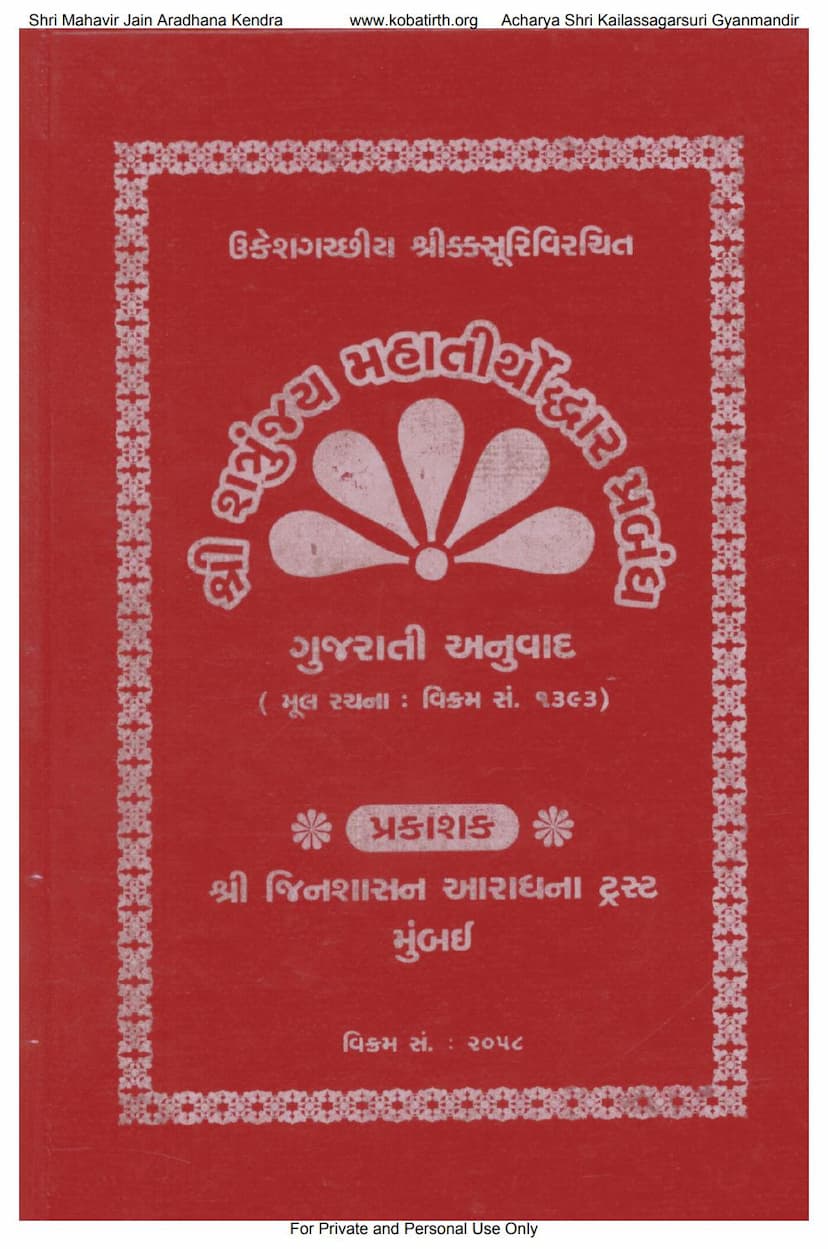 Shri Mahavir Jain Aradhana Kendra www.kobatirth.org Acharya Shri Kailassagarsuri Gyanmandir
ઉકેશગચ્છીય શ્રીકક્કસૂરિવિરચિત
શ્રી શત્રુંજય મહાતીર્થોદ્ધાર પ્રબંધ
ગુજરાતી અનુવાદ
( મૂલ રચના : વિક્રમ સં. ૧૩૯૩)
પ્રકાશક
શ્રી જિનશાસન આરાધના ટ્રસ્ટ
મુંબઈ
વિક્રમ સં. : ૨૦૫૮
For Private and Personal Use Only